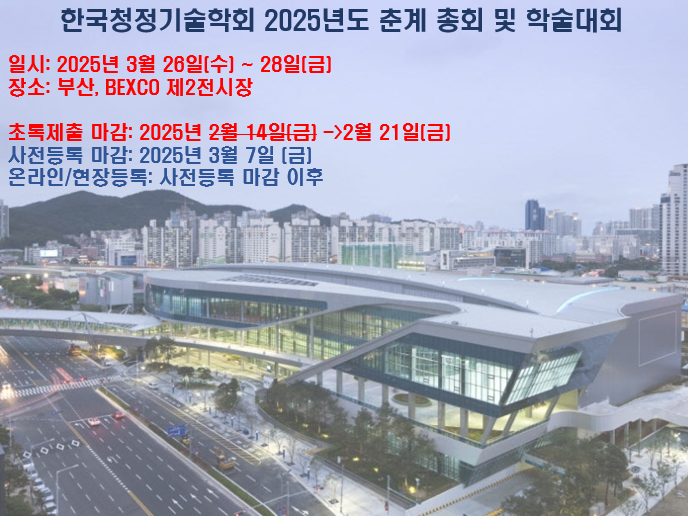 한국청정기술학회 2025년도 춘계 총회 및 학술대회
일시: 2025년 3월 26일(수) ~ 28일(금)
장소: 부산, BEXCO 제2전시장
초록제출 마감: 2025년 2월 14일(금) ->2월 21일(금)
사전등록 마감: 2025년 3월 7일 (금)
온라인/현장등록: 사전등록 마감 이후